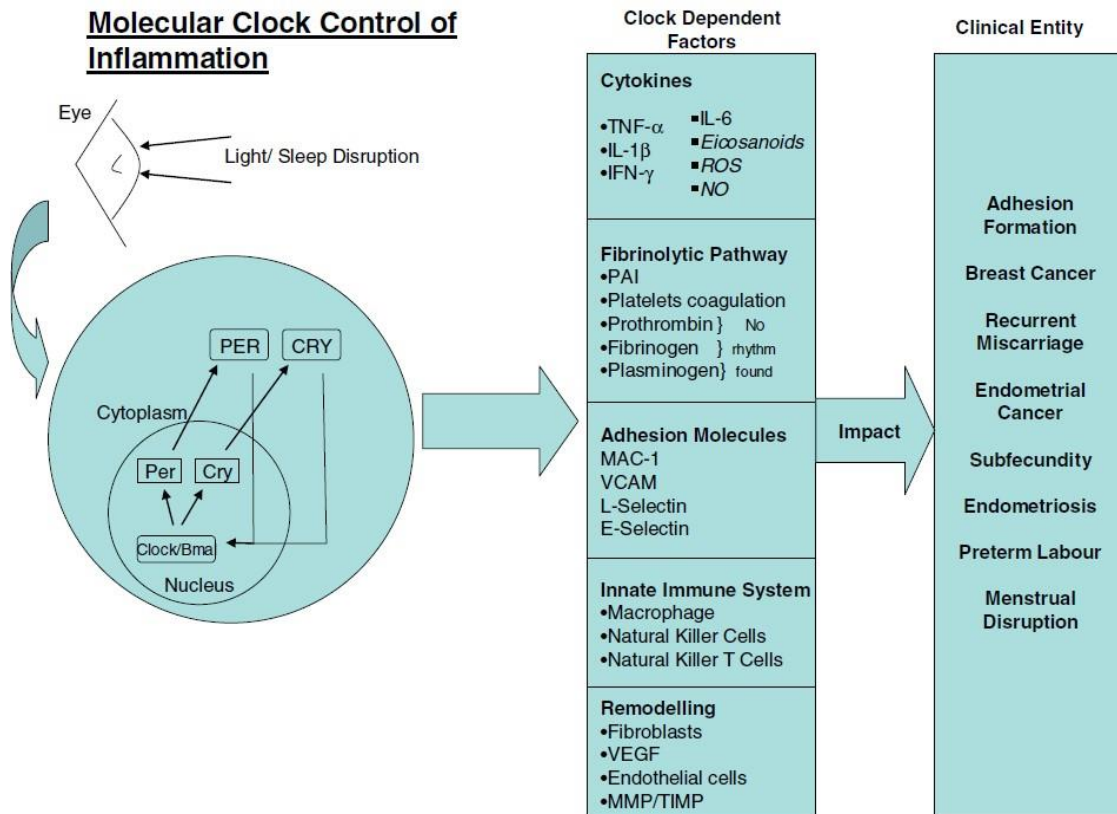 Molecular Clock Control of
Inflammation
Eye
Light/ Sleep Disruption
PER
CRY
Cytoplasm
Per
Cry
Clock/Bmal
Nucleus
Clock Dependent
Factors
Cytokines
•TNF-α
•IL-1β
•IFN-γ
▪IL-6
▪Eicosanoids
▪ROS
▪NO
Fibrinolytic Pathway
•PAI
•Platelets coagulation
•Prothrombin } No
•Fibrinogen } rhythm
•Plasminogen} found
Adhesion Molecules
MAC-1
VCAM
L-Selectin
E-Selectin
Innate Immune System
•Macrophage
•Natural Killer Cells
•Natural Killer T Cells
Remodelling
•Fibroblasts
•VEGF
•Endothelial cells
•MMP/TIMP
Impact
Clinical Entity
Adhesion
Formation
Breast Cancer
Recurrent
Miscarriage
Endometrial
Cancer
Subfecundity
Endometriosis
Preterm Labour
Menstrual
Disruption